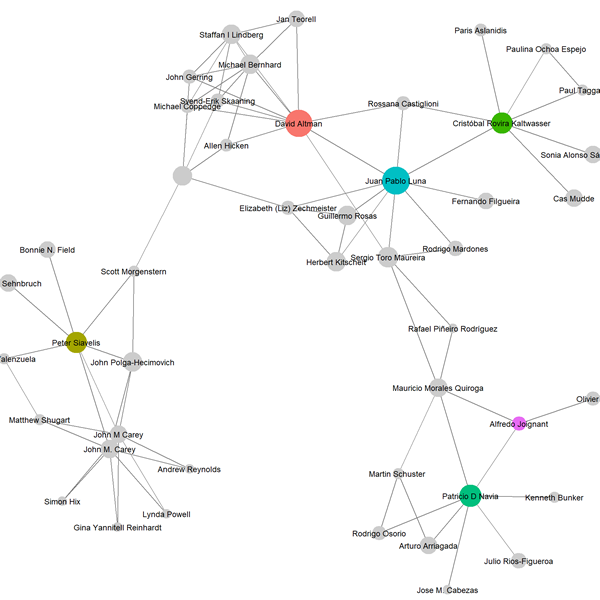 Jan Teorell
Staffan I Lindberg
Paris Aslanidis
Paulina Ochoa Espejo
Michael Bernhard
John Gerring
Paul Tagga
Svend-Erik Skaaning
Rossana Castiglioni
Michael Coppedge
David Altman
Cristóbal Rovira Kaltwasser
Allen Hicken
Sonia Alonso Sá
Juan Pablo Luna
Cas Mudde
Fernando Filgueira
Elizabeth (Liz) Zechmeister
Guillermo Rosas
Bonnie N. Field
Rodrigo Mardones
Sergio Toro Maureira
Herbert Kitschelt
Scott Morgenstern
Sehnbruch
Rafael Piñeiro Rodríguez
Peter Siavelis
alenzuela
John Polga-Hecimovich
Mauricio Morales Quiroga
Olivier
Matthew Shugart
Alfredo Joignant
John M Carey
John M. Carey
Andrew Reynolds
Martin Schuster
Patricio D Navia
Kenneth Bunker
Simon Hix
Lynda Powell
Gina Yannitell Reinhardt
Rodrigo Osorio
Arturo Arriagada
Julio Ríos-Figueroa
Jose M. Cabezas